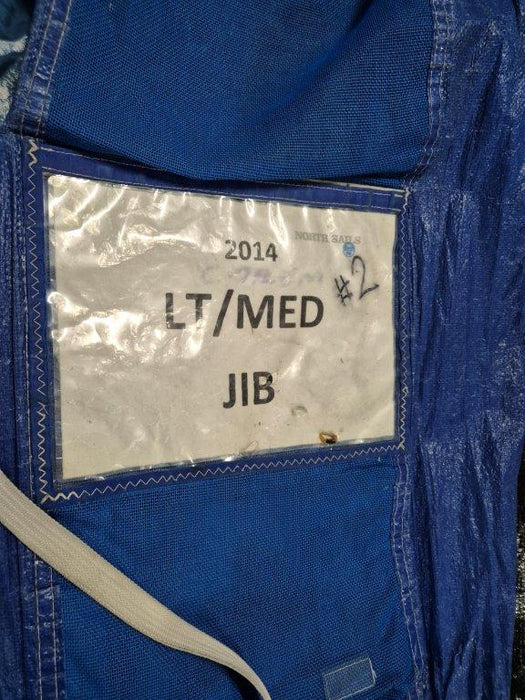 NORTH SAILS
2014
LT/MED #2
JIB